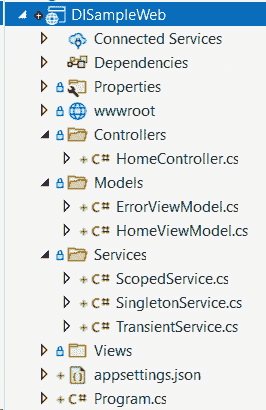 DISampleWeb
Connected Services
Dependencies
Properties
wwwroot
Controllers
C# HomeController.cs
Models
C# ErrorViewModel.cs
C# HomeViewModel.cs
Services
C# ScopedService.cs
C# SingletonService.cs
C# TransientService.cs
Views
appsettings.json
C# Program.cs